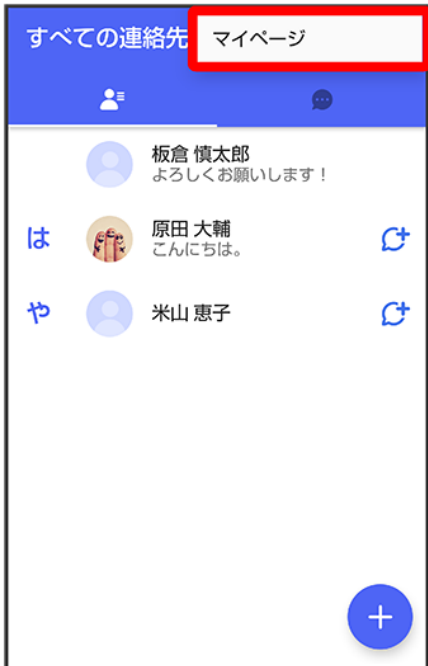 すべての連絡先
マイページ
板倉 慎太郎
よろしくお願いします！
は
原田 大輔
こんにちは。
や
米山 恵子